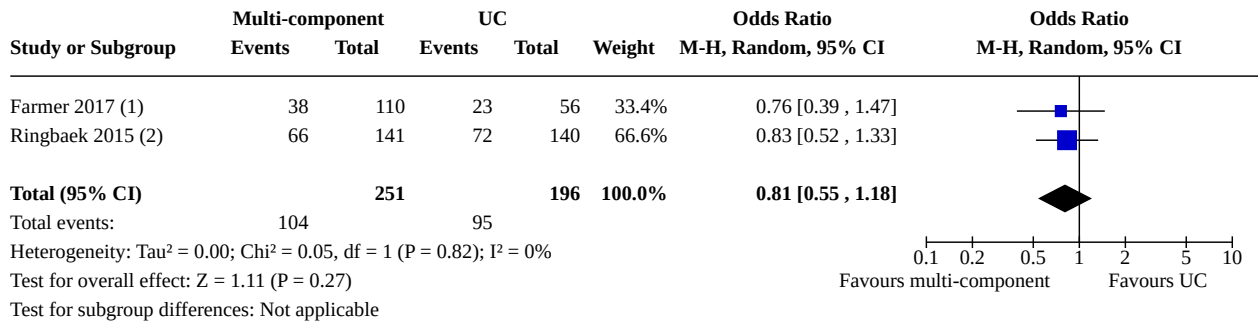 Multi-component UC Odds Ratio Odds Ratio
Study or Subgroup Events Total Events Total Weight M-H, Random, 95% CI M-H, Random, 95% CI
Farmer 2017 (1) 38 110 23 56 33.4% 0.76 [0.39 , 1.47]
Ringbaek 2015 (2) 66 141 72 140 66.6% 0.83 [0.52 , 1.33]
Total (95% CI) 251 196 100.0% 0.81 [0.55 , 1.18]
Total events: 104 95
Heterogeneity: Tau² = 0.00; Chi² = 0.05, df = 1 (P = 0.82); I² = 0%
0.1 0.2 0.5 1 2 5 10
Test for overall effect: Z = 1.11 (P = 0.27) Favours multi-component Favours UC
Test for subgroup differences: Not applicable